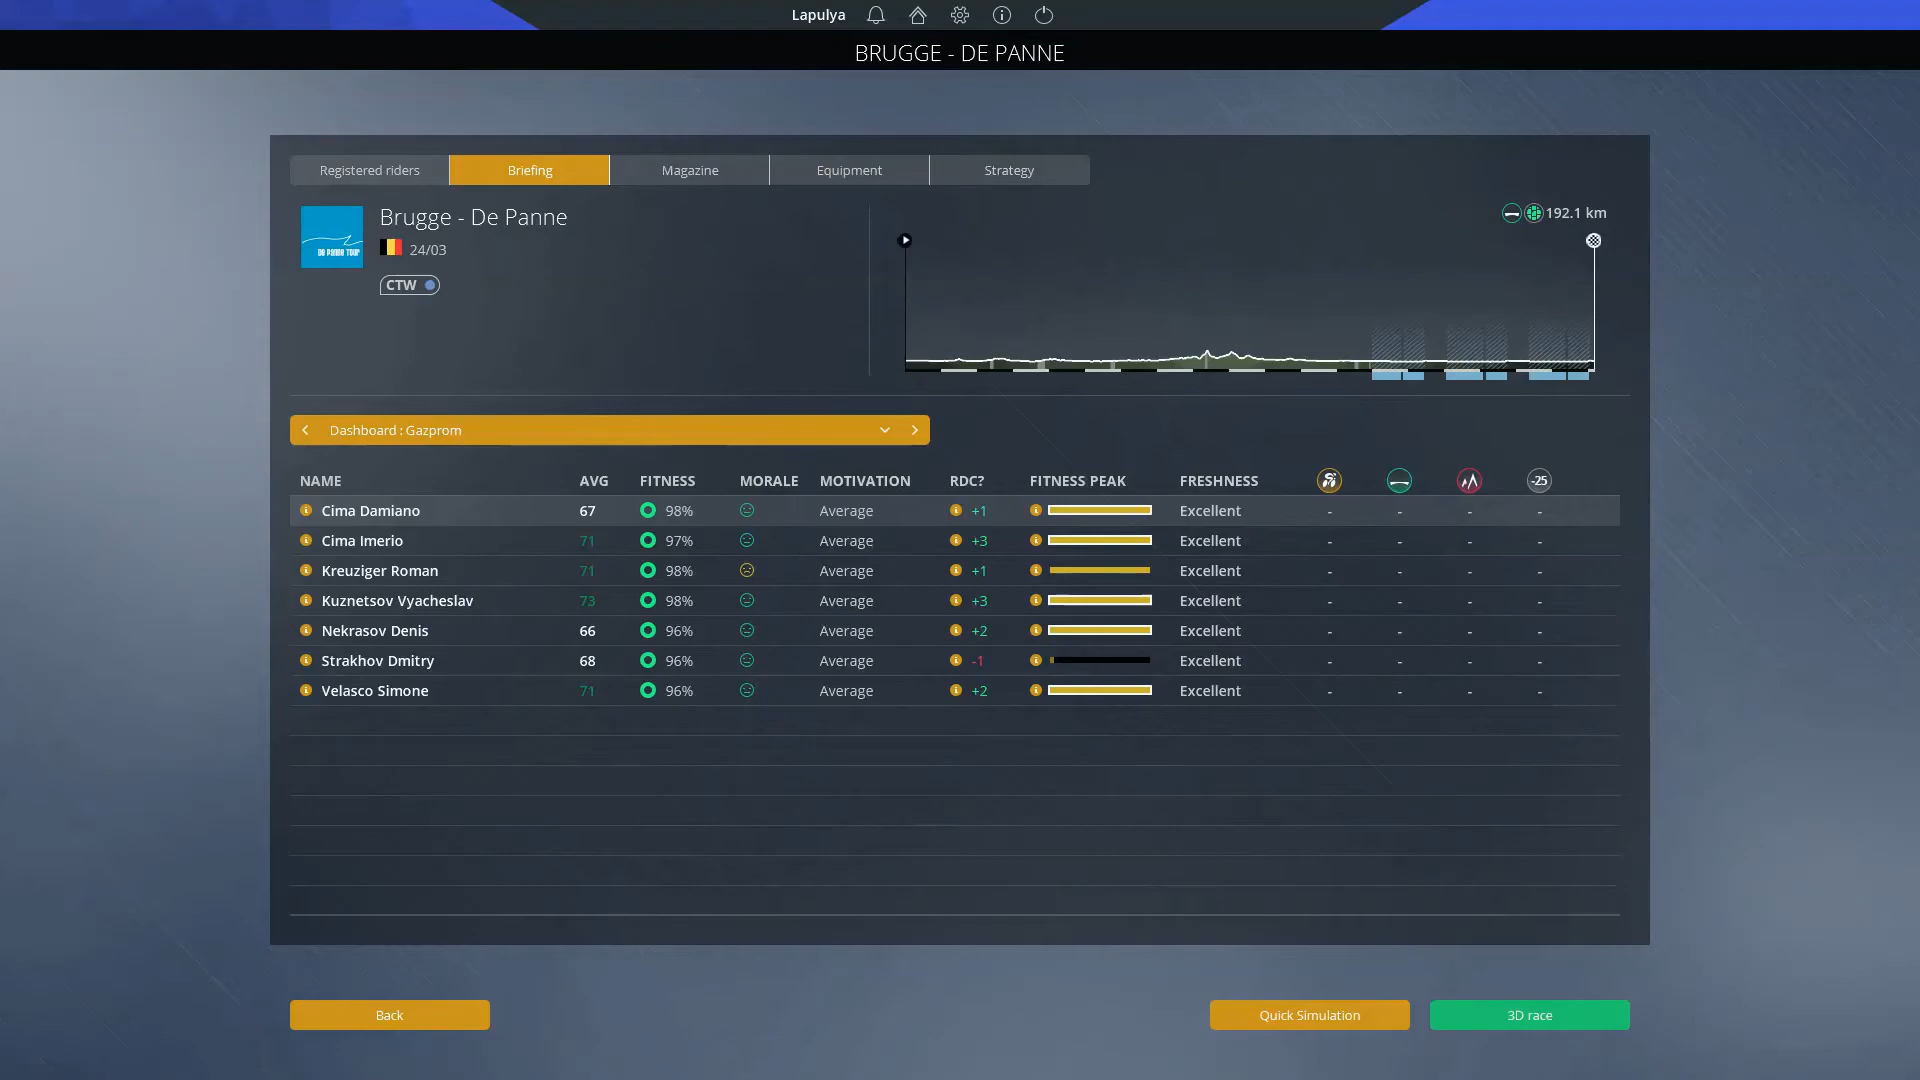 Lapulya
BRUGGE - DE PANNE
Registered riders
Briefing
Magazine
Equipment
Strategy
DE PANNE TOUR
Brugge - De Panne
24/03
CTW
192.1 km
Dashboard : Gazprom
NAME AVG FITNESS MORALE MOTIVATION RDC? FITNESS PEAK FRESHNESS -25
Cima Damiano 67 98% Average +1 Excellent - - - -
Cima Imerio 71 97% Average +3 Excellent - - - -
Kreuziger Roman 71 98% Average +1 Excellent - - - -
Kuznetsov Vyacheslav 73 98% Average +3 Excellent - - - -
Nekrasov Denis 66 96% Average +2 Excellent - - - -
Strakhov Dmitry 68 96% Average -1 Excellent - - - -
Velasco Simone 71 96% Average +2 Excellent - - - -
Back
Quick Simulation
3D race